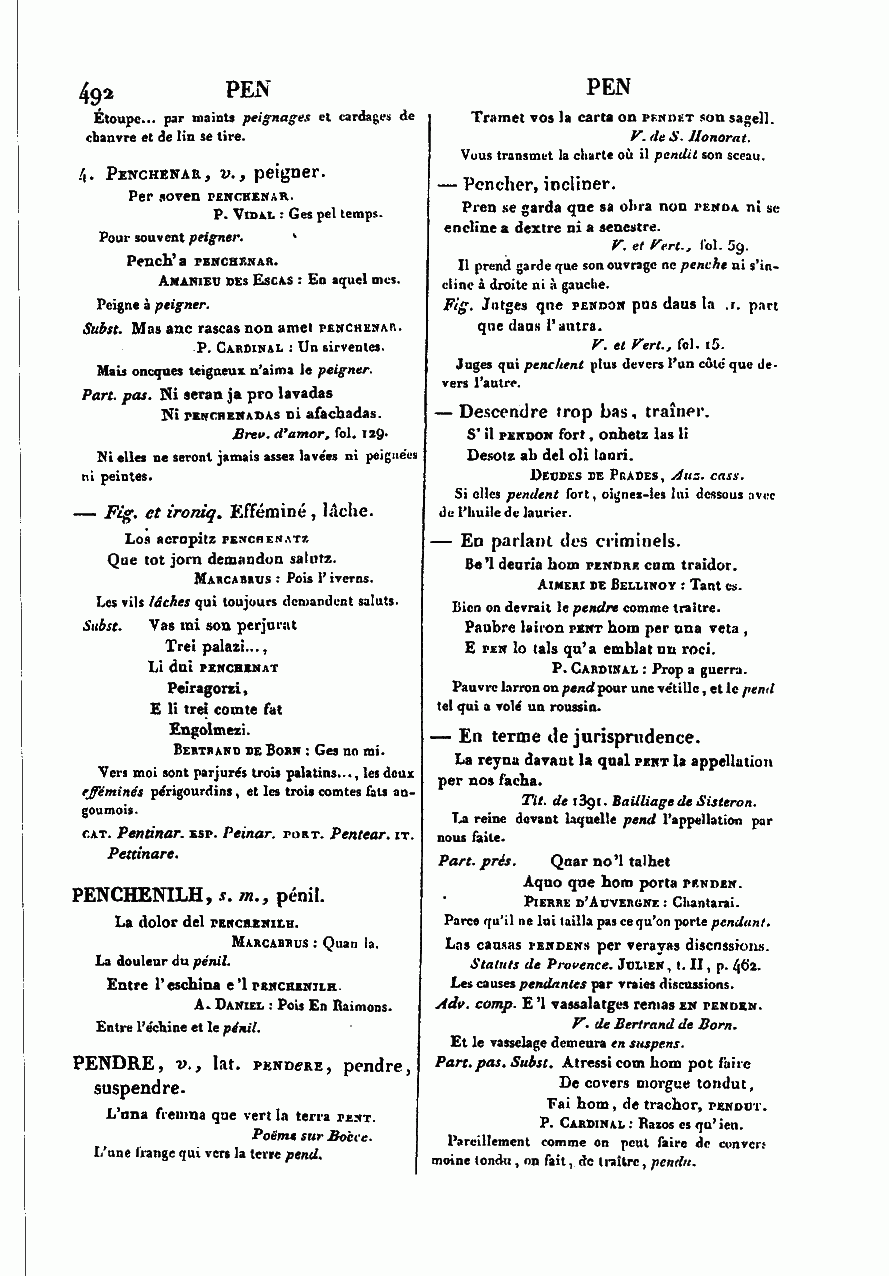 492 PEN
Étoupe... par maints peignages et cardages de
chanvre et de lin se tire.
4. PENCHENAR, v., peigner.
Per soven PENCHENAR.
P. VIDAL : Ges pel temps.
Pour souvent peigner.
Pench'a PENCHENAR.
AMANIEU DES ESCAS : En aquel mes.
Peigne à peigner.
Subst. Mas anc rascas non amet PENCHENAR.
P. CARDINAL : Un sirventes.
Mais oncques teigneux n'aima le peigner.
Part. pas. Ni seran ja pro lavadas
Ni PENCHENADAS ni afachadas.
Brev. d'amor, fol. 129.
Ni elles ne seront jamais assez lavées ni peignées
ni peintes.
— Fig. et ironiq. Efféminé, lâche.
Los acropitz PENCHENATZ
Que tot jorn demandon salutz.
MARCABRUS : Pois l'iverns.
Les vils lâches qui toujours demandent saluts.
Subst. Vas mi son perjurat
Trei palazi...,
Li dui PENCHENAT
Peiragorzi,
E li trei comte fat
Engolmezi.
BERTRAND DE BORN : Ges no mi.
Vers moi sont parjurés trois palatins..., les deux
efféminés périgourdins, et les trois comtes fats an-
goumois.
CAT. Pentinar. ESP. Peinar. PORT. Pentear. IT.
Pettinare.
PENCHENILH, s. m., pénil.
La dolor del PENCHENILH.
MARCABRUS : Quan la.
La douleur du pénil.
Entre l'eschina e'l PENCHENILH.
A. DANIEL : Pois En Raimons.
Entre l'échine et le pénil.
PENDRE, v., lat. PENDeRE, pendre,
suspendre.
L'una fremna que vert la terra PENT.
Poëme sur Boèce.
L'une frange qui vers la terre pend.
PEN
Tramet vos la carta on PENDET son sagell.
V. de S. Honorat.
Vous transmet la charte où il pendit son sceau.
— Pencher, incliner.
Pren se garda que sa obra non PENDA ni se
encline a dextre ni a senestre.
V. et Vert., fol. 59.
Il prend garde que son ouvrage ne penche ni s'in-
cline à droite ni à gauche.
Fig. Jutges que PENDON pus daus la .I. part
que daus l'autra.
V. et Vert., fol. 15.
Juges qui penchent plus devers l'un côté que de-
vers l'autre.
— Descendre trop bas, traîner.
S'il PENDON fort, onhetz las li
Desotz ab del oli lauri.
DEUDES DE PRADES, Auz. cass.
Si elles pendent fort, oignez-les lui dessous avec
de l'huile de laurier.
— En parlant des criminels.
Be'l deuria hom PENDRE cum traidor.
AIMERI DE BELLINOY : Tant es.
Bien on devrait le pendre comme traître.
Paubre lairon PENT hom per una veta,
E PEN lo tals qu'a emblat un roci.
P. CARDINAL : Prop a guerra.
Pauvre larron on pend pour une vétille, et le pend
tel qui a volé un roussin.
— En terme de jurisprudence.
La reyna davant la qual PENT la appellation
per nos facha.
Tit. de 1391. Bailliage de Sisteron.
La reine devant laquelle pend l'appellation par
nous faite.
Part. prés. Quar no'l talhet
Aquo que hom porta PENDEN.
PIERRE D'AUVERGNE : Chantarai.
Parce qu'il ne lui tailla pas ce qu'on porte pendant.
Las causas PENDENS per verayas discussions.
Statuts de Provence. JULIEN, t. II, p. 462.
Les causes pendantes par vraies discussions.
Adv. comp. E'l vassalatges remas EN PENDEN.
V. de Bertrand de Born.
Et le vasselage demeura en suspens.
Part. pas. Subst. Atressi com hom pot faire
De covers morgue tondut,
Fai hom, de trachor, PENDUT.
P. CARDINAL : Razos es qu'ieu.
Pareillement comme on peut faire de convers
moine tondu, on fait, de traître, pendu.